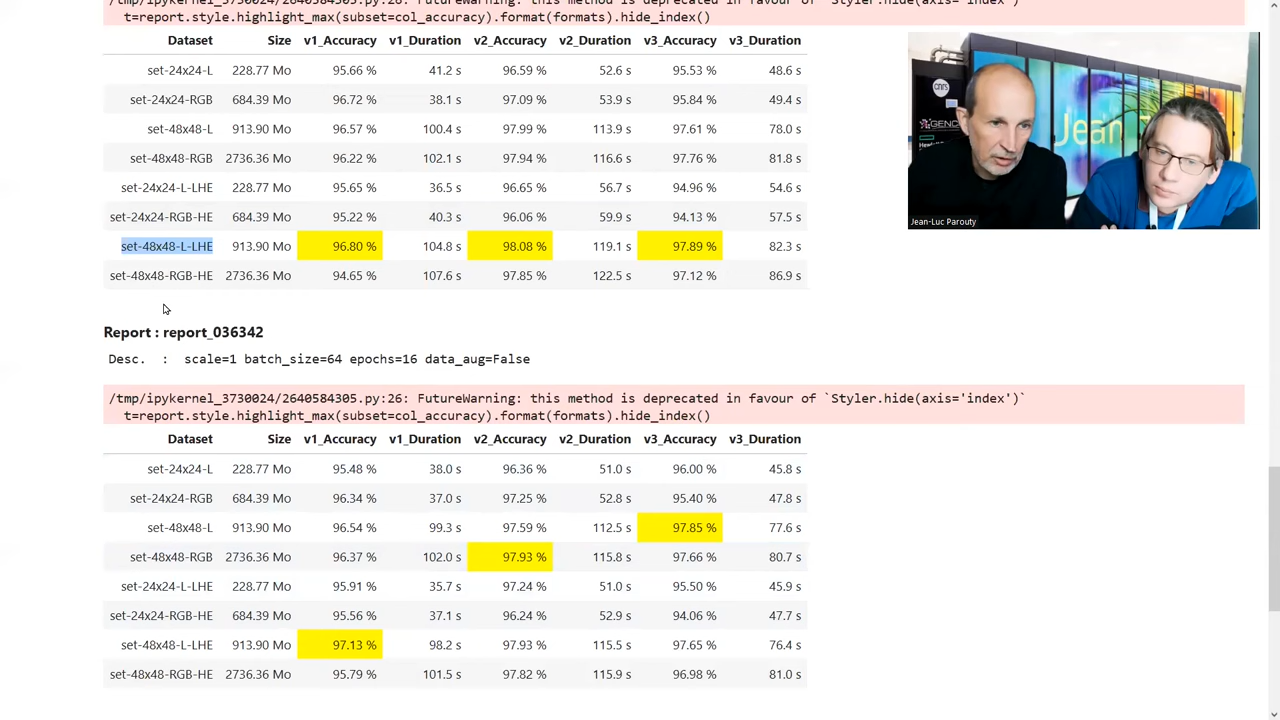 /tmp/ipykernel_3730024/2640584305.py:26: FutureWarning: this method is deprecated in favour of `Styler.hide(axis='index')`
t=report.style.highlight_max(subset=col_accuracy).format(formats).hide_index()
Dataset Size v1_Accuracy v1_Duration v2_Accuracy v2_Duration v3_Accuracy v3_Duration
set-24x24-L 228.77 Mo 95.66 % 41.2 s 96.59 % 52.6 s 95.53 % 48.6 s
set-24x24-RGB 684.39 Mo 96.72 % 38.1 s 97.09 % 53.9 s 95.84 % 49.4 s
set-48x48-L 913.90 Mo 96.57 % 100.4 s 97.99 % 113.9 s 97.61 % 78.0 s
set-48x48-RGB 2736.36 Mo 96.22 % 102.1 s 97.94 % 116.6 s 97.76 % 81.8 s
set-24x24-L-LHE 228.77 Mo 95.65 % 36.5 s 96.65 % 56.7 s 94.96 % 54.6 s
set-24x24-RGB-HE 684.39 Mo 95.22 % 40.3 s 96.06 % 59.9 s 94.13 % 57.5 s
set-48x48-L-LHE 913.90 Mo 96.80 % 104.8 s 98.08 % 119.1 s 97.89 % 82.3 s
set-48x48-RGB-HE 2736.36 Mo 94.65 % 107.6 s 97.85 % 122.5 s 97.12 % 86.9 s
cnrs
GENC
Jean
Jean-Luc Parouty
Report : report_036342
Desc. : scale=1 batch_size=64 epochs=16 data_aug=False
/tmp/ipykernel_3730024/2640584305.py:26: FutureWarning: this method is deprecated in favour of `Styler.hide(axis='index')`
t=report.style.highlight_max(subset=col_accuracy).format(formats).hide_index()
Dataset Size v1_Accuracy v1_Duration v2_Accuracy v2_Duration v3_Accuracy v3_Duration
set-24x24-L 228.77 Mo 95.48 % 38.0 s 96.36 % 51.0 s 96.00 % 45.8 s
set-24x24-RGB 684.39 Mo 96.34 % 37.0 s 97.25 % 52.8 s 95.40 % 47.8 s
set-48x48-L 913.90 Mo 96.54 % 99.3 s 97.59 % 112.5 s 97.85 % 77.6 s
set-48x48-RGB 2736.36 Mo 96.37 % 102.0 s 97.93 % 115.8 s 97.66 % 80.7 s
set-24x24-L-LHE 228.77 Mo 95.91 % 35.7 s 97.24 % 51.0 s 95.50 % 45.9 s
set-24x24-RGB-HE 684.39 Mo 95.56 % 37.1 s 96.24 % 52.9 s 94.06 % 47.7 s
set-48x48-L-LHE 913.90 Mo 97.13 % 98.2 s 97.93 % 115.5 s 97.65 % 76.4 s
set-48x48-RGB-HE 2736.36 Mo 95.79 % 101.5 s 97.82 % 115.9 s 96.98 % 81.0 s